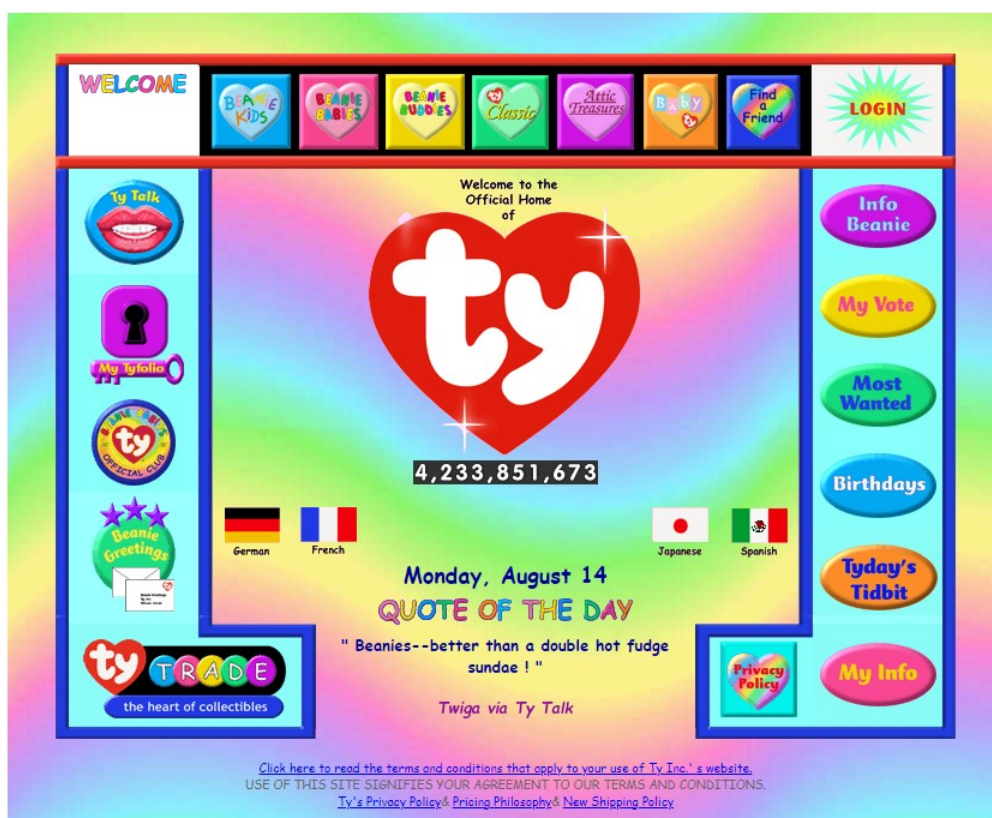 WELCOME
BEANIE
KIDS
BEANIE
BABIES
BEANIE
BUDDIES
ty
Classic
Attic
Treasures
BABY
ty
Find
a
Friend
LOGIN
Ty Talk
My Tyfolio
BEANIE BABIES
ty
OFFICIAL CLUB
Beanie
Greetings
ty TRADE
the heart of collectibles
Welcome to the
Official Home
of
ty
4,233,851,673
German
French
Japanese
Spanish
Monday, August 14
QUOTE OF THE DAY
" Beanies--better than a double hot fudge
sundae ! "
Twiga via Ty Talk
Info
Beanie
My Vote
Most
Wanted
Birthdays
Tyday's
Tidbit
My Info
Privacy
Policy
Click here to read the terms and conditions that apply to your use of Ty Inc.' s website.
USE OF THIS SITE SIGNIFIES YOUR AGREEMENT TO OUR TERMS AND CONDITIONS.
Ty's Privacy Policy& Pricing Philosophy& New Shipping Policy